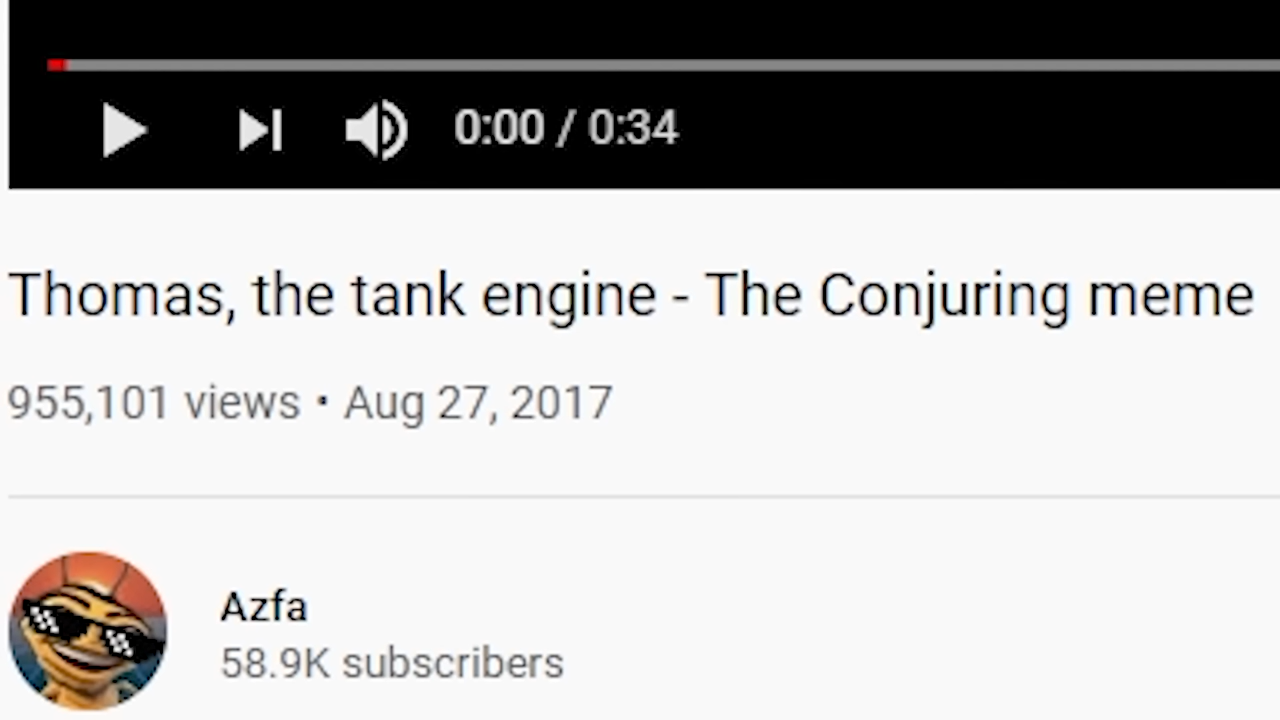 0:00 / 0:34
Thomas, the tank engine - The Conjuring meme
955,101 views • Aug 27, 2017
Azfa
58.9K subscribers